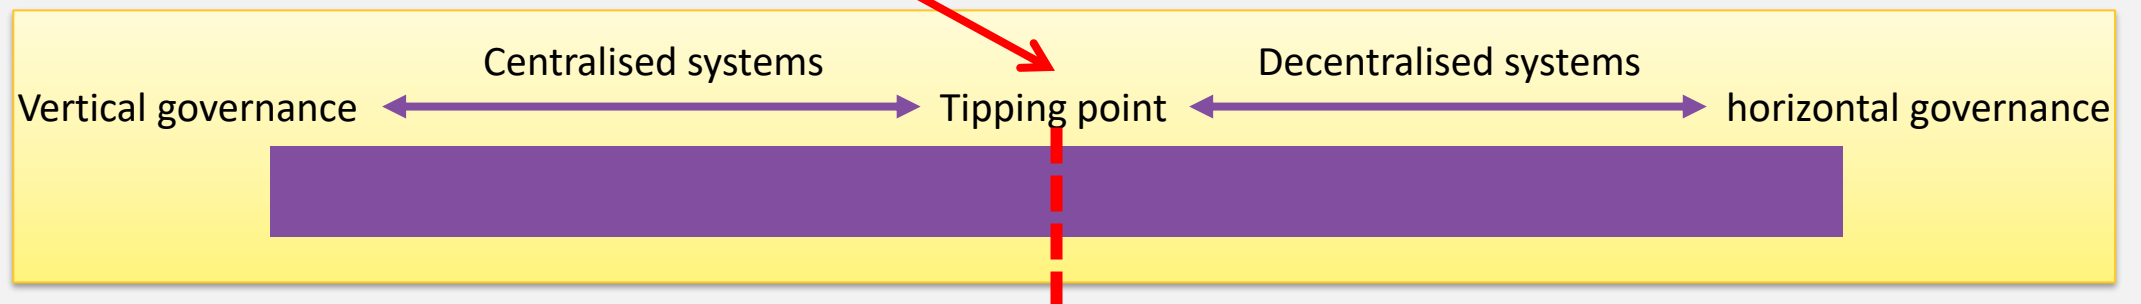 Centralised systems
Decentralised systems
Vertical governance
Tipping point
horizontal governance